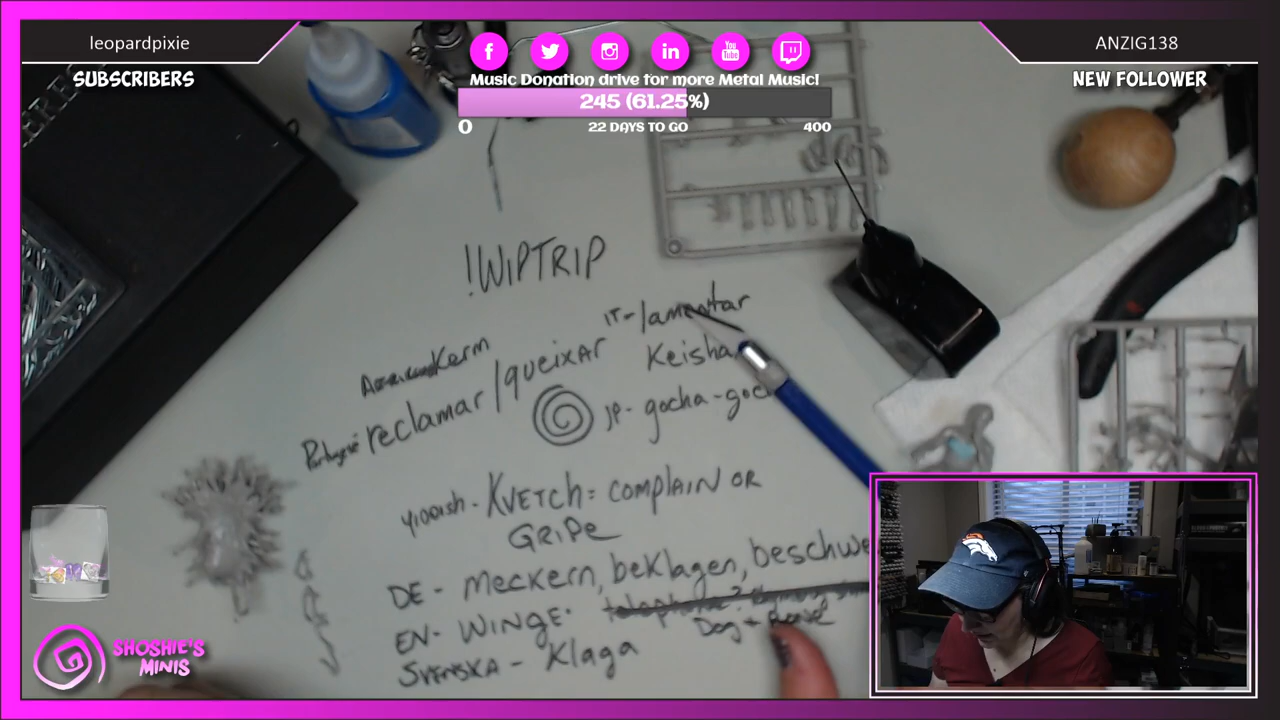 leopardpixie
SUBSCRIBERS
Music Donation drive for more Metal Music!
245 (61.25%)
0
22 DAYS TO GO
400
ANZIG138
NEW FOLLOWER
!WIPTRIP
IT- lamentar
Kerm
Keisha
reclamar/queixar
JP- gocha-goc
YIDDISH - KVETCH = COMPLAIN OR
GRIPE
DE - Meckern, beklagen, beschwe
EN - WINGE
Dog + Bone
SVENSKA - Klaga
SHOSHIE'S
MINIS